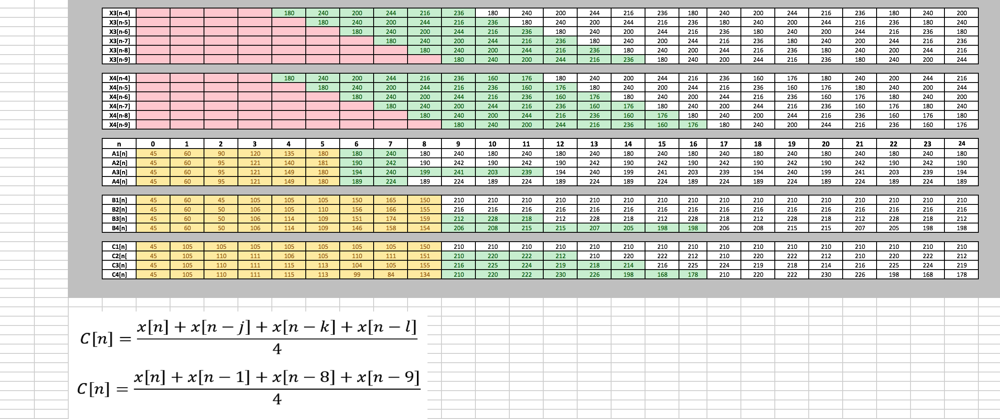 X3[n-4] 180 240 200 244 216 236 180 240 200 244 216 236 180 240 200 244 216 236 180 240 200
X3[n-5] 180 240 200 244 216 236 180 240 200 244 216 236 180 240 200 244 216 236 180 240
X3[n-6] 180 240 200 244 216 236 180 240 200 244 216 236 180 240 200 244 216 236 180
X3[n-7] 180 240 200 244 216 236 180 240 200 244 216 236 180 240 200 244 216 236
X3[n-8] 180 240 200 244 216 236 180 240 200 244 216 236 180 240 200 244 216
X3[n-9] 180 240 200 244 216 236 180 240 200 244 216 236 180 240 200 244
X4[n-4] 180 240 200 244 216 236 160 176 180 240 200 244 216 236 160 176 180 240 200 244 216
X4[n-5] 180 240 200 244 216 236 160 176 180 240 200 244 216 236 160 176 180 240 200 244
X4[n-6] 180 240 200 244 216 236 160 176 180 240 200 244 216 236 160 176 180 240 200
X4[n-7] 180 240 200 244 216 236 160 176 180 240 200 244 216 236 160 176 180 240
X4[n-8] 180 240 200 244 216 236 160 176 180 240 200 244 216 236 160 176 180
X4[n-9] 180 240 200 244 216 236 160 176 180 240 200 244 216 236 160 176
n 0 1 2 3 4 5 6 7 8 9 10 11 12 13 14 15 16 17 18 19 20 21 22 23 24
A1[n] 45 60 90 120 135 180 180 240 180 240 180 240 180 240 180 240 180 240 180 240 180 240 180 240 180
A2[n] 45 60 95 121 140 181 190 242 190 242 190 242 190 242 190 242 190 242 190 242 190 242 190 242 190
A3[n] 45 60 95 121 149 180 194 240 199 241 203 239 194 240 199 241 203 239 194 240 199 241 203 239 194
A4[n] 45 60 95 121 149 180 189 224 189 224 189 224 189 224 189 224 189 224 189 224 189 224 189 224 189
B1[n] 45 60 45 105 105 105 150 165 150 210 210 210 210 210 210 210 210 210 210 210 210 210 210 210 210
B2[n] 45 60 50 106 105 110 156 166 155 216 216 216 216 216 216 216 216 216 216 216 216 216 216 216 216
B3[n] 45 60 50 106 114 109 151 174 159 212 228 218 212 228 218 212 228 218 212 228 218 212 228 218 212
B4[n] 45 60 50 106 114 109 146 158 154 206 208 215 215 207 205 198 198 206 208 215 215 207 205 198 198
C1[n] 45 105 105 105 105 105 105 105 150 210 210 210 210 210 210 210 210 210 210 210 210 210 210 210 210
C2[n[ 45 105 110 111 106 105 110 111 151 210 220 222 212 210 220 222 212 210 220 222 212 210 220 222 212
C3[n] 45 105 110 111 115 113 104 105 155 216 225 224 219 218 214 216 225 224 219 218 214 216 225 224 219
C4[n] 45 105 110 111 115 113 99 84 134 210 220 222 230 226 198 168 178 210 220 222 230 226 198 168 178
x[n] + x[n − j] + x[n − k] + x[n − l]
C[n] =
4
x[n] + x[n − 1] + x[n − 8] + x[n − 9]
C[n] =
4